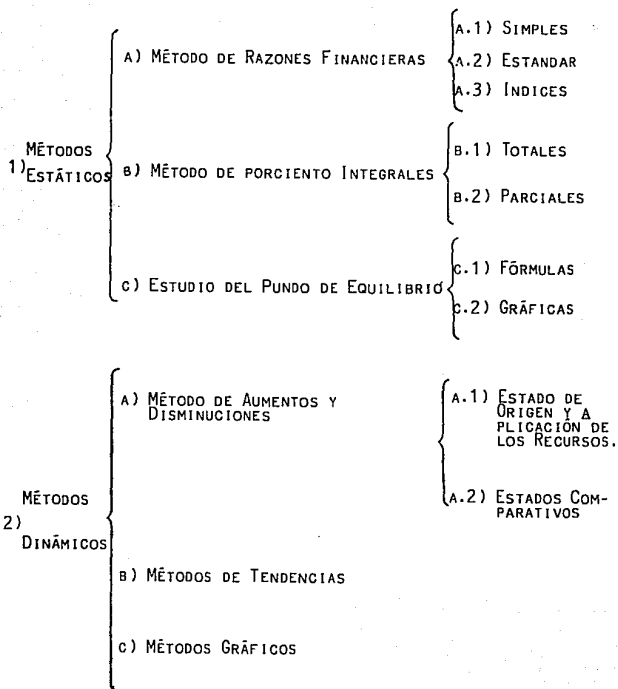 A) MÉTODO DE RAZONES FINANCIERAS
A.1) SIMPLES
A.2) ESTANDAR
A.3) INDICES
1) MÉTODOS
ESTÁTICOS
B) MÉTODO DE PORCIENTO INTEGRALES
B.1) TOTALES
B.2) PARCIALES
C) ESTUDIO DEL PUNDO DE EQUILIBRIO
C.1) FÓRMULAS
C.2) GRÁFICAS
2) MÉTODOS
DINÁMICOS
A) MÉTODO DE AUMENTOS Y
DISMINUCIONES
A.1) ESTADO DE
ORIGEN Y A
PLICACIÓN DE
LOS RECURSOS.
A.2) ESTADOS COM-
PARATIVOS
B) MÉTODOS DE TENDENCIAS
C) MÉTODOS GRÁFICOS